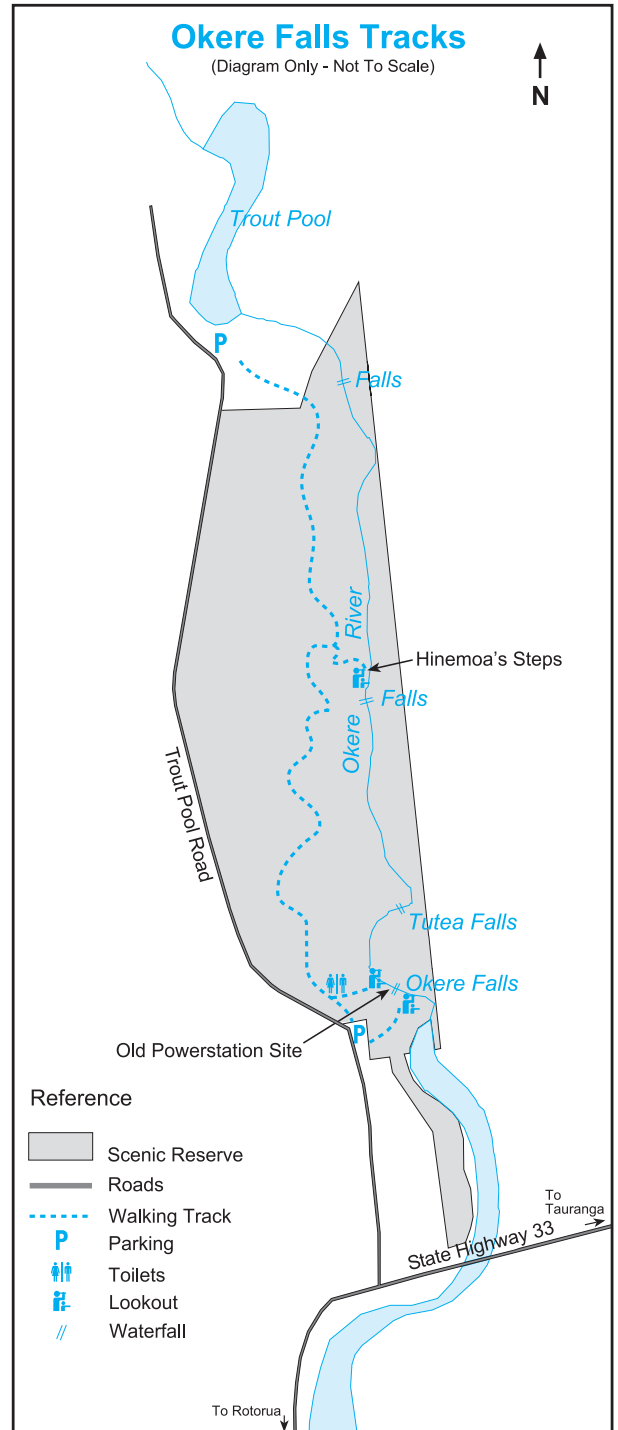 Okere Falls Tracks
(Diagram Only - Not To Scale)
N
Trout Pool
P
Falls
River
Hinemoa's Steps
Falls
Okere
Trout Pool Road
Tutea Falls
Okere Falls
Old Powerstation Site
P
Reference
Scenic Reserve
Roads
Walking Track
P Parking
Toilets
Lookout
Waterfall
To
Tauranga
State Highway 33
To Rotorua